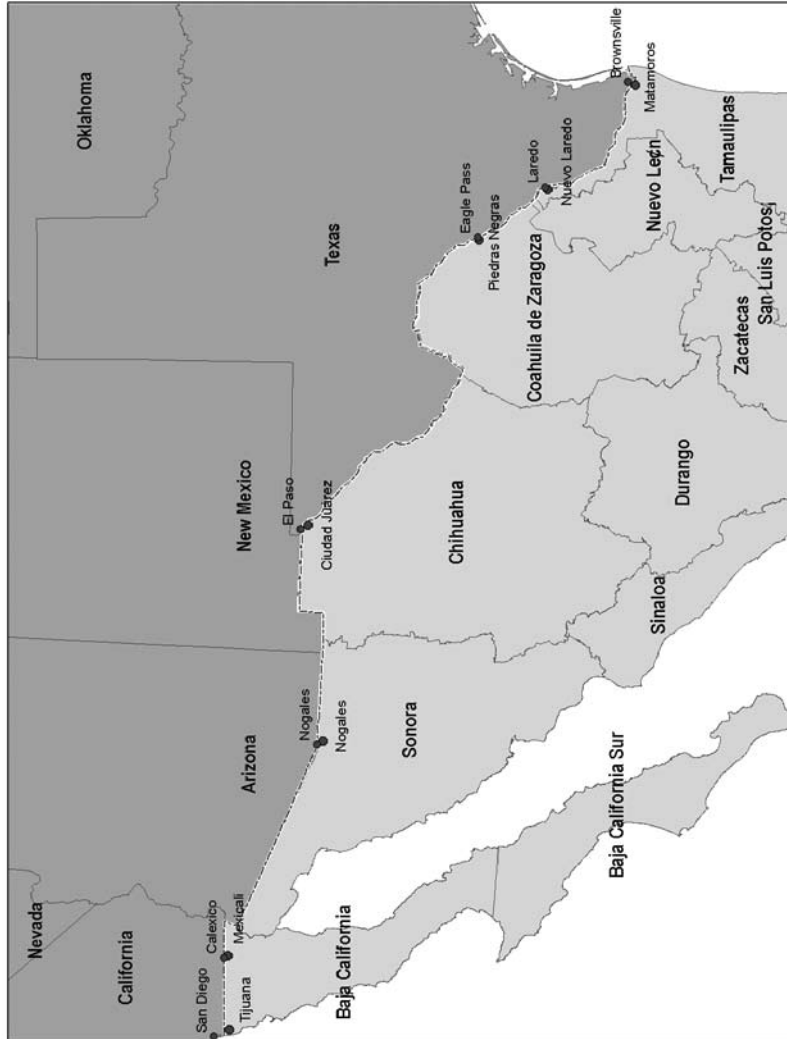 Nevada
California
Arizona
New Mexico
Texas
Oklahoma
San Diego
Tijuana
Calexico
Mexicali
Nogales
Nogales
El Paso
Ciudad Juárez
Eagle Pass
Piedras Negras
Laredo
Nuevo Laredo
Brownsville
Matamoros
Baja California
Baja California Sur
Sonora
Chihuahua
Sinaloa
Durango
Coahuila de Zaragoza
Nuevo Le¢n
Tamaulipas
Zacatecas
San Luis Potosí